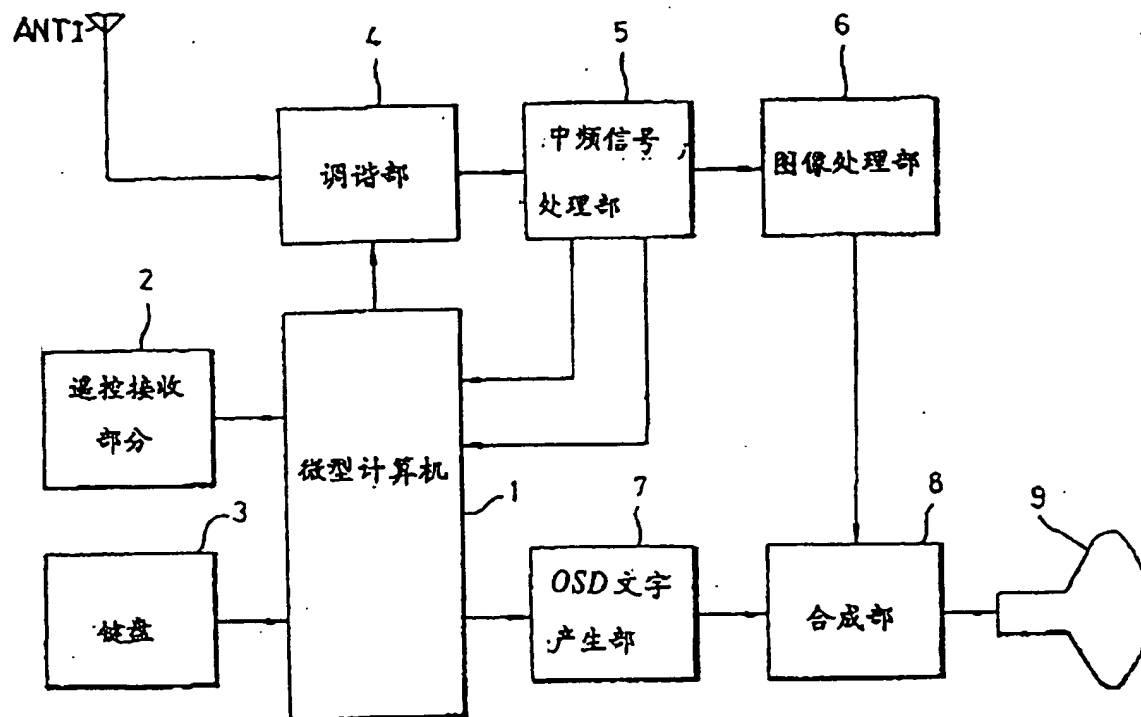 ANTI
4
5
6
调谐部
中频信号
处理部
图像处理部
2
遥控接收
部分
微型计算机
1
3
键盘
7
OSD文字
产生部
8
合成部
9